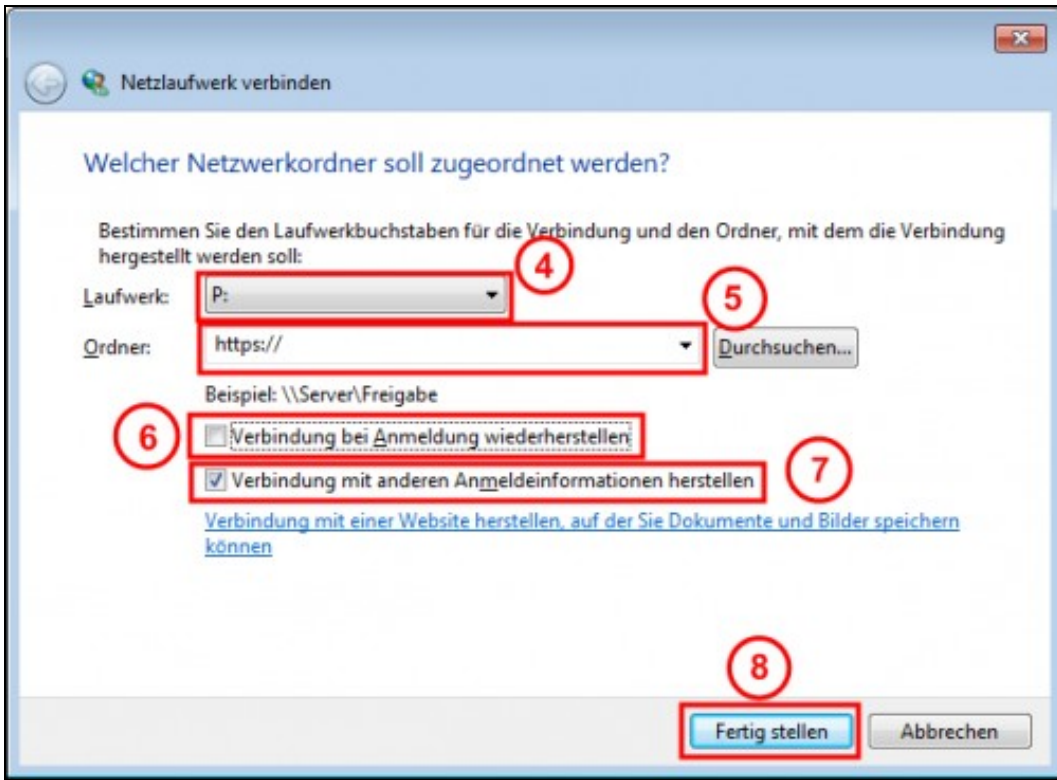 Netzlaufwerk verbinden
Welcher Netzwerkordner soll zugeordnet werden?
Bestimmen Sie den Laufwerkbuchstaben für die Verbindung und den Ordner, mit dem die Verbindung
hergestellt werden soll:
4
Laufwerk: P:
5
Ordner: https:// Durchsuchen...
Beispiel: \\Server\Freigabe
6 Verbindung bei Anmeldung wiederherstellen
Verbindung mit anderen Anmeldeinformationen herstellen 7
Verbindung mit einer Website herstellen, auf der Sie Dokumente und Bilder speichern
können
8
Fertig stellen Abbrechen